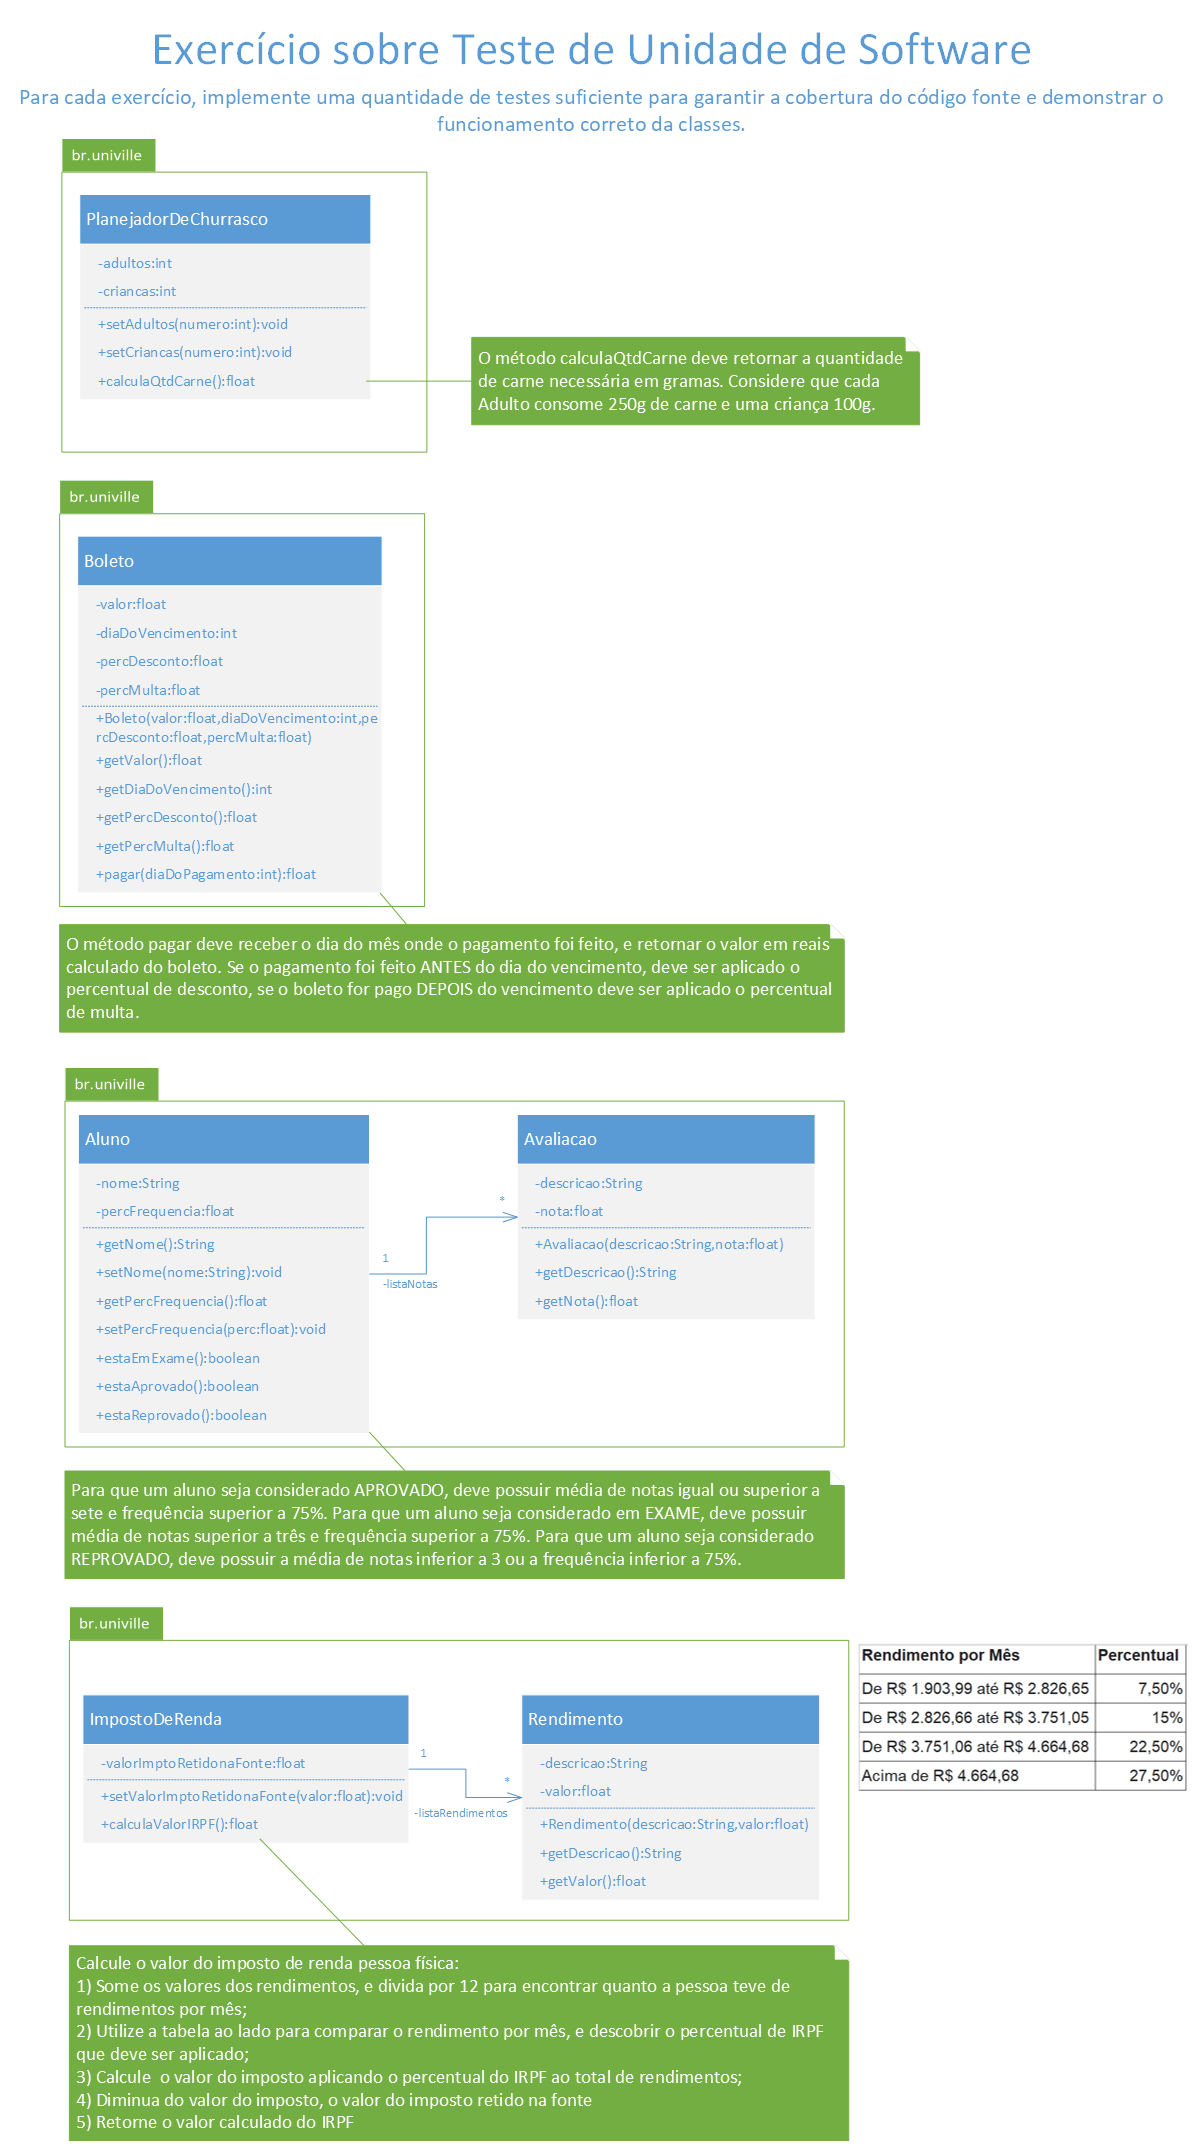 Exercício sobre Teste de Unidade de Software
Para cada exercício, implemente uma quantidade de testes suficiente para garantir a cobertura do código fonte e demonstrar o
funcionamento correto da classes.
br.univille
PlanejadorDeChurrasco
-adultos:int
-criancas:int
+setAdultos(numero:int):void
+setCriancas(numero:int):void
+calculaQtdCarne():float
O método calculaQtdCarne deve retornar a quantidade
de carne necessária em gramas. Considere que cada
Adulto consome 250g de carne e uma criança 100g.
br.univille
Boleto
-valor:float
-diaDoVencimento:int
-percDesconto:float
-percMulta:float
+Boleto(valor:float,diaDoVencimento:int,pe
rcDesconto:float,percMulta:float)
+getValor():float
+getDiaDoVencimento():int
+getPercDesconto():float
+getPercMulta():float
+pagar(diaDoPagamento:int):float
O método pagar deve receber o dia do mês onde o pagamento foi feito, e retornar o valor em reais
calculado do boleto. Se o pagamento foi feito ANTES do dia do vencimento, deve ser aplicado o
percentual de desconto, se o boleto for pago DEPOIS do vencimento deve ser aplicado o percentual
de multa.
br.univille
Aluno
-nome:String
-percFrequencia:float
+getNome():String
+setNome(nome:String):void
+getPercFrequencia():float
+setPercFrequencia(perc:float):void
+estaEmExame():boolean
+estaAprovado():boolean
+estaReprovado():boolean
1
-listaNotas
*
Avaliacao
-descricao:String
-nota:float
+Avaliacao(descricao:String,nota:float)
+getDescricao():String
+getNota():float
Para que um aluno seja considerado APROVADO, deve possuir média de notas igual ou superior a
sete e frequência superior a 75%. Para que um aluno seja considerado em EXAME, deve possuir
média de notas superior a três e frequência superior a 75%. Para que um aluno seja considerado
REPROVADO, deve possuir a média de notas inferior a 3 ou a frequência inferior a 75%.
br.univille
ImpostoDeRenda
-valorImptoRetidonaFonte:float
+setValorImptoRetidonaFonte(valor:float):void
+calculaValorIRPF():float
1
*
-listaRendimentos
Rendimento
-descricao:String
-valor:float
+Rendimento(descricao:String,valor:float)
+getDescricao():String
+getValor():float
Rendimento por Mês Percentual
De R$ 1.903,99 até R$ 2.826,65 7,50%
De R$ 2.826,66 até R$ 3.751,05 15%
De R$ 3.751,06 até R$ 4.664,68 22,50%
Acima de R$ 4.664,68 27,50%
Calcule o valor do imposto de renda pessoa física:
1) Some os valores dos rendimentos, e divida por 12 para encontrar quanto a pessoa teve de
rendimentos por mês;
2) Utilize a tabela ao lado para comparar o rendimento por mês, e descobrir o percentual de IRPF
que deve ser aplicado;
3) Calcule  o valor do imposto aplicando o percentual do IRPF ao total de rendimentos;
4) Diminua do valor do imposto, o valor do imposto retido na fonte
5) Retorne o valor calculado do IRPF